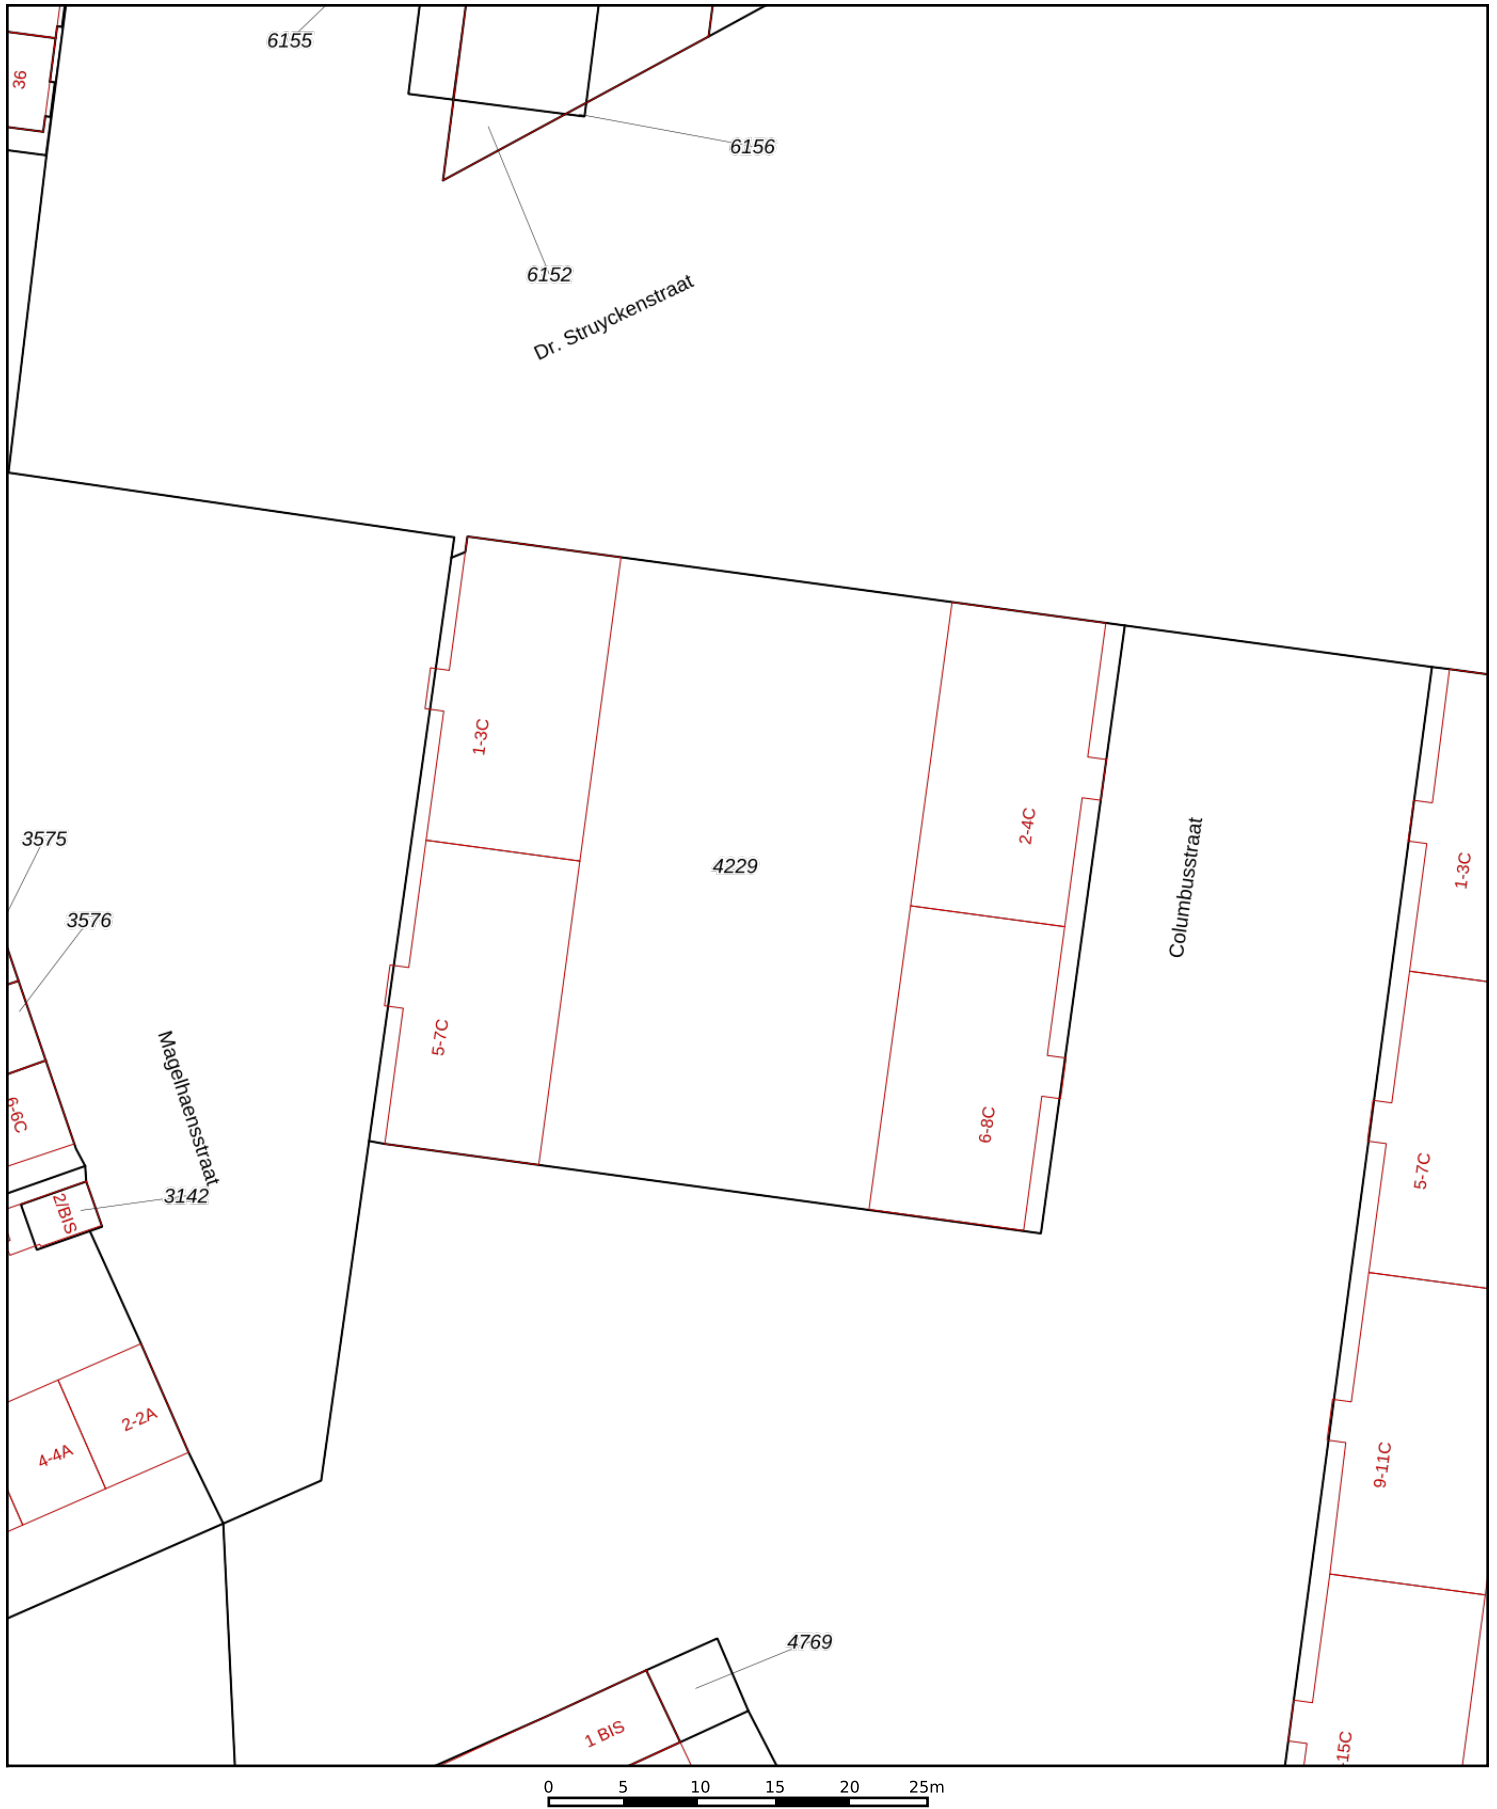 6155
36
6156
6152
Dr. Struyckenstraat
1-3C
2-4C
4229
Columbusstraat
3575
1-3C
3576
5-7C
Magelhaensstraat
6-6C
6-8C
5-7C
3142
2/BIS
2-2A
4-4A
9-11C
4769
1 BIS
15C
0 5 10 15 20 25m